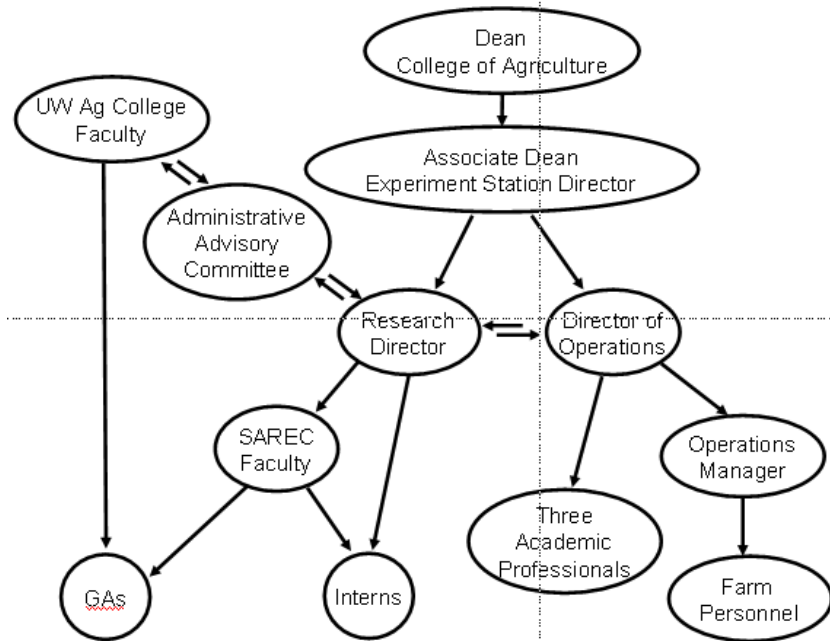 Dean
College of Agriculture
UW Ag College
Faculty
Associate Dean
Experiment Station Director
Administrative
Advisory
Committee
Research
Director
Director of
Operations
SAREC
Faculty
Operations
Manager
Three
Academic
Professionals
GAs
Interns
Farm
Personnel